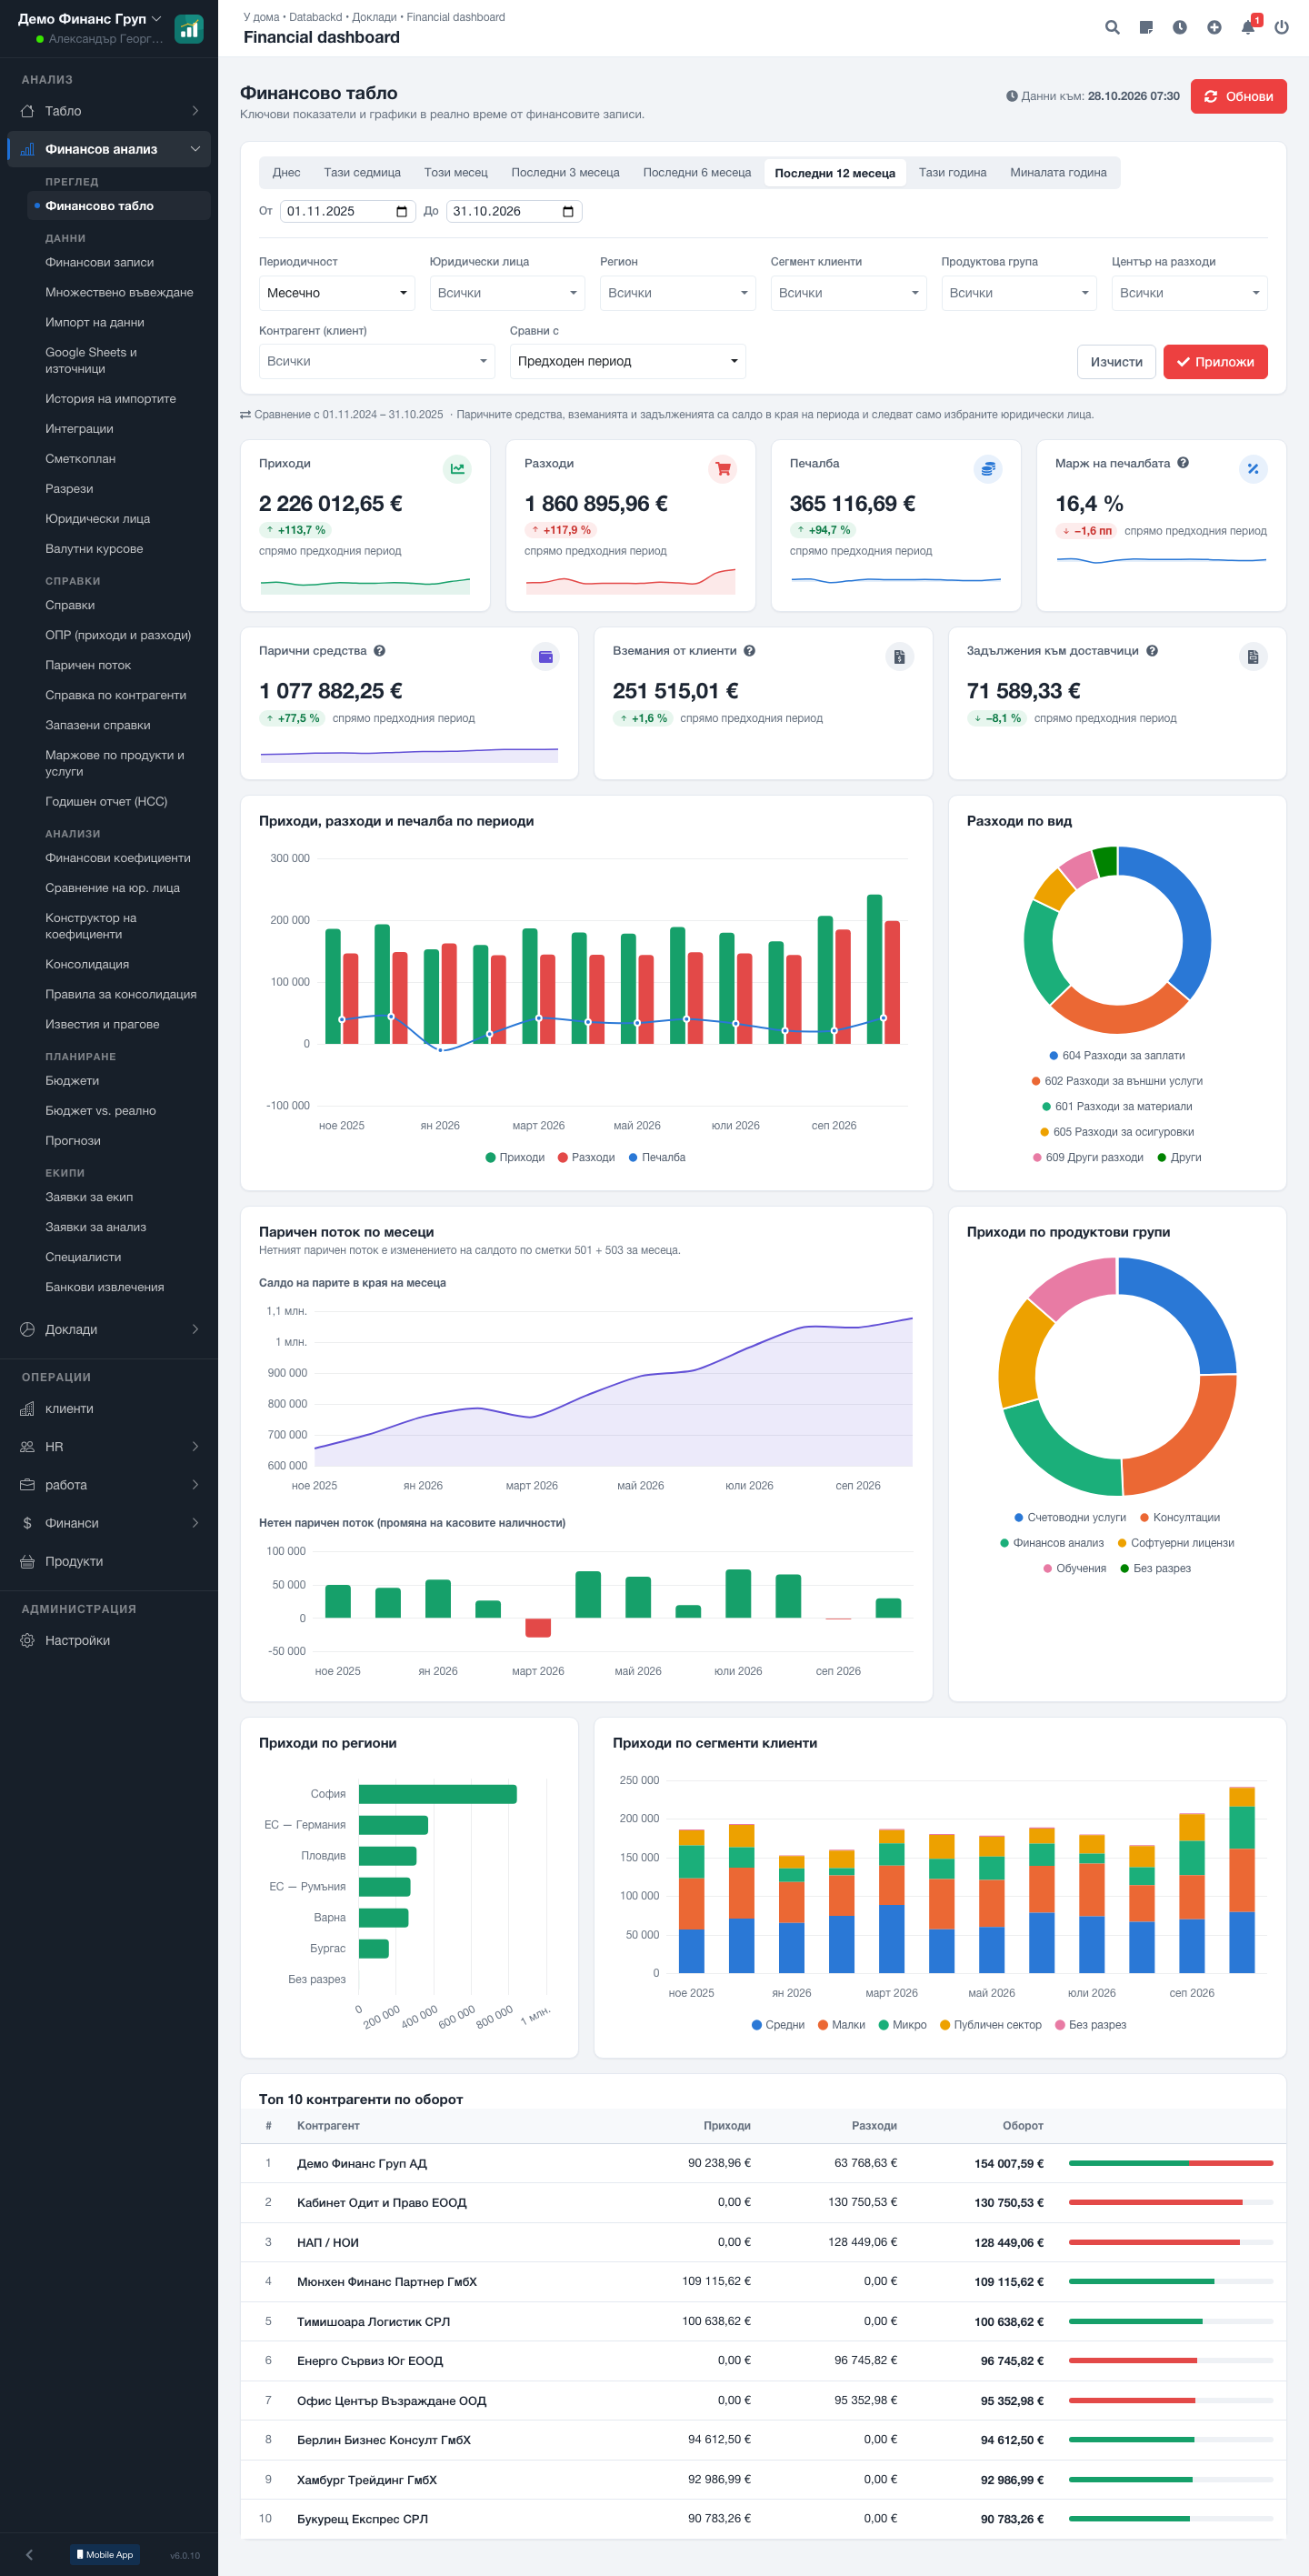 Демо Финанс Груп
Александър Георг...
АНАЛИЗ
Табло
Финансов анализ
ПРЕГЛЕД
Финансово табло
ДАННИ
Финансови записи
Множествено въвеждане
Импорт на данни
Google Sheets и
източници
История на импортите
Интеграции
Сметкоплан
Разрези
Юридически лица
Валутни курсове
СПРАВКИ
Справки
ОПР (приходи и разходи)
Паричен поток
Справка по контрагенти
Запазени справки
Маржове по продукти и
услуги
Годишен отчет (НСС)
АНАЛИЗИ
Финансови коефициенти
Сравнение на юр. лица
Конструктор на
коефициенти
Консолидация
Правила за консолидация
Известия и прагове
ПЛАНИРАНЕ
Бюджети
Бюджет vs. реално
Прогнози
ЕКИПИ
Заявки за екип
Заявки за анализ
Специалисти
Банкови извлечения
Доклади
ОПЕРАЦИИ
клиенти
HR
работа
Финанси
Продукти
АДМИНИСТРАЦИЯ
Настройки
Mobile App
v6.0.10
У дома • Databackd • Доклади • Financial dashboard
Financial dashboard
1
Финансово табло
Ключови показатели и графики в реално време от финансовите записи.
Данни към: 28.10.2026 07:30
Обнови
Днес Тази седмица Този месец Последни 3 месеца Последни 6 месеца Последни 12 месеца Тази година Миналата година
От 01.11.2025 До 31.10.2026
Периодичност Юридически лица Регион Сегмент клиенти Продуктова група Център на разходи
Месечно Всички Всички Всички Всички Всички
Контрагент (клиент) Сравни с
Всички Предходен период Изчисти Приложи
Сравнение с 01.11.2024 – 31.10.2025 · Паричните средства, вземанията и задълженията са салдо в края на периода и следват само избраните юридически лица.
Приходи
2 226 012,65 €
+113,7 %
спрямо предходния период
Разходи
1 860 895,96 €
+117,9 %
спрямо предходния период
Печалба
365 116,69 €
+94,7 %
спрямо предходния период
Марж на печалбата
16,4 %
−1,6 пп спрямо предходния период
Парични средства
1 077 882,25 €
+77,5 % спрямо предходния период
Вземания от клиенти
251 515,01 €
+1,6 % спрямо предходния период
Задължения към доставчици
71 589,33 €
−8,1 % спрямо предходния период
Приходи, разходи и печалба по периоди
300 000
200 000
100 000
0
-100 000
ное 2025 ян 2026 март 2026 май 2026 юли 2026 сеп 2026
Приходи Разходи Печалба
Разходи по вид
604 Разходи за заплати
602 Разходи за външни услуги
601 Разходи за материали
605 Разходи за осигуровки
609 Други разходи Други
Паричен поток по месеци
Нетният паричен поток е изменението на салдото по сметки 501 + 503 за месеца.
Салдо на парите в края на месеца
1,1 млн.
1 млн.
900 000
800 000
700 000
600 000
ное 2025 ян 2026 март 2026 май 2026 юли 2026 сеп 2026
Нетен паричен поток (промяна на касовите наличности)
100 000
50 000
0
-50 000
ное 2025 ян 2026 март 2026 май 2026 юли 2026 сеп 2026
Приходи по продуктови групи
Счетоводни услуги Консултации
Финансов анализ Софтуерни лицензи
Обучения Без разрез
Приходи по региони
София
ЕС — Германия
Пловдив
ЕС — Румъния
Варна
Бургас
Без разрез
0 200 000 400 000 600 000 800 000 1 млн.
Приходи по сегменти клиенти
250 000
200 000
150 000
100 000
50 000
0
ное 2025 ян 2026 март 2026 май 2026 юли 2026 сеп 2026
Средни Малки Микро Публичен сектор Без разрез
Топ 10 контрагенти по оборот
# Контрагент Приходи Разходи Оборот
1 Демо Финанс Груп АД 90 238,96 € 63 768,63 € 154 007,59 €
2 Кабинет Одит и Право ЕООД 0,00 € 130 750,53 € 130 750,53 €
3 НАП / НОИ 0,00 € 128 449,06 € 128 449,06 €
4 Мюнхен Финанс Партнер ГмбХ 109 115,62 € 0,00 € 109 115,62 €
5 Тимишоара Логистик СРЛ 100 638,62 € 0,00 € 100 638,62 €
6 Енерго Сървиз Юг ЕООД 0,00 € 96 745,82 € 96 745,82 €
7 Офис Център Възраждане ООД 0,00 € 95 352,98 € 95 352,98 €
8 Берлин Бизнес Консулт ГмбХ 94 612,50 € 0,00 € 94 612,50 €
9 Хамбург Трейдинг ГмбХ 92 986,99 € 0,00 € 92 986,99 €
10 Букурещ Експрес СРЛ 90 783,26 € 0,00 € 90 783,26 €